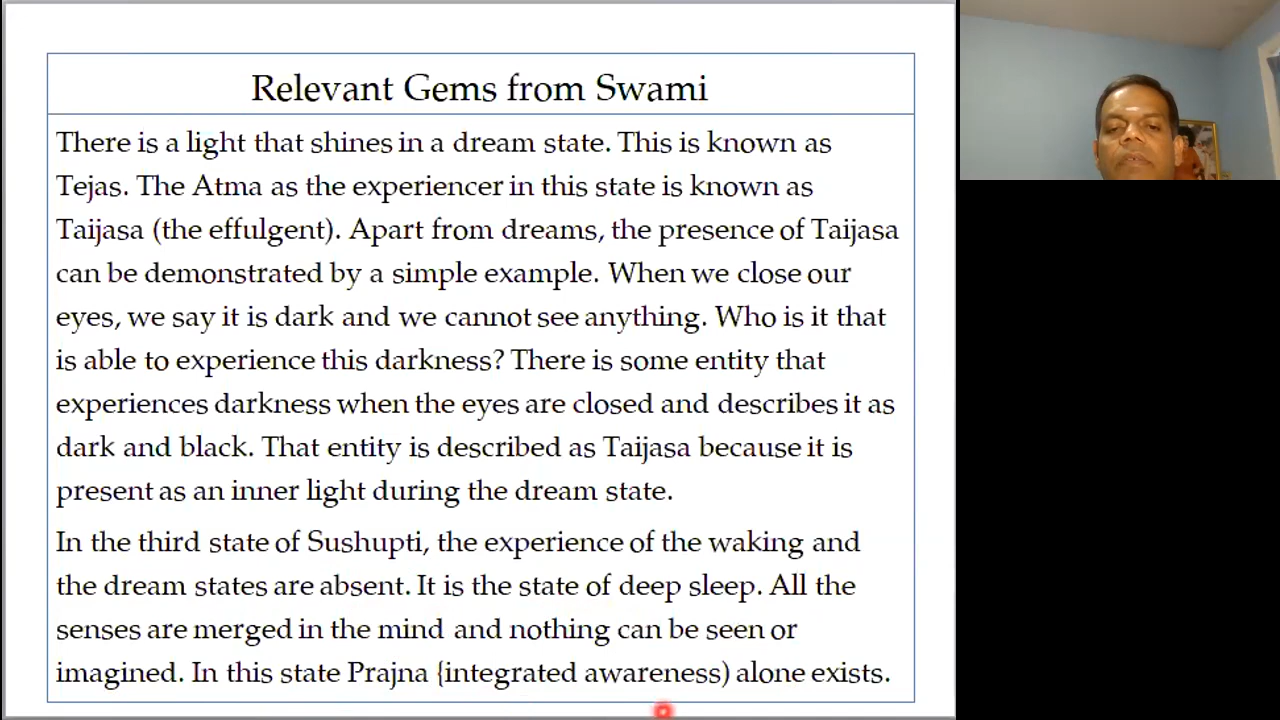 Relevant Gems from Swami
There is a light that shines in a dream state. This is known as
Tejas. The Atma as the experiencer in this state is known as
Taijasa (the effulgent). Apart from dreams, the presence of Taijasa
can be demonstrated by a simple example. When we close our
eyes, we say it is dark and we cannot see anything. Who is it that
is able to experience this darkness? There is some entity that
experiences darkness when the eyes are closed and describes it as
dark and black. That entity is described as Taijasa because it is
present as an inner light during the dream state.
In the third state of Sushupti, the experience of the waking and
the dream states are absent. It is the state of deep sleep. All the
senses are merged in the mind and nothing can be seen or
imagined. In this state Prajna {integrated awareness) alone exists.